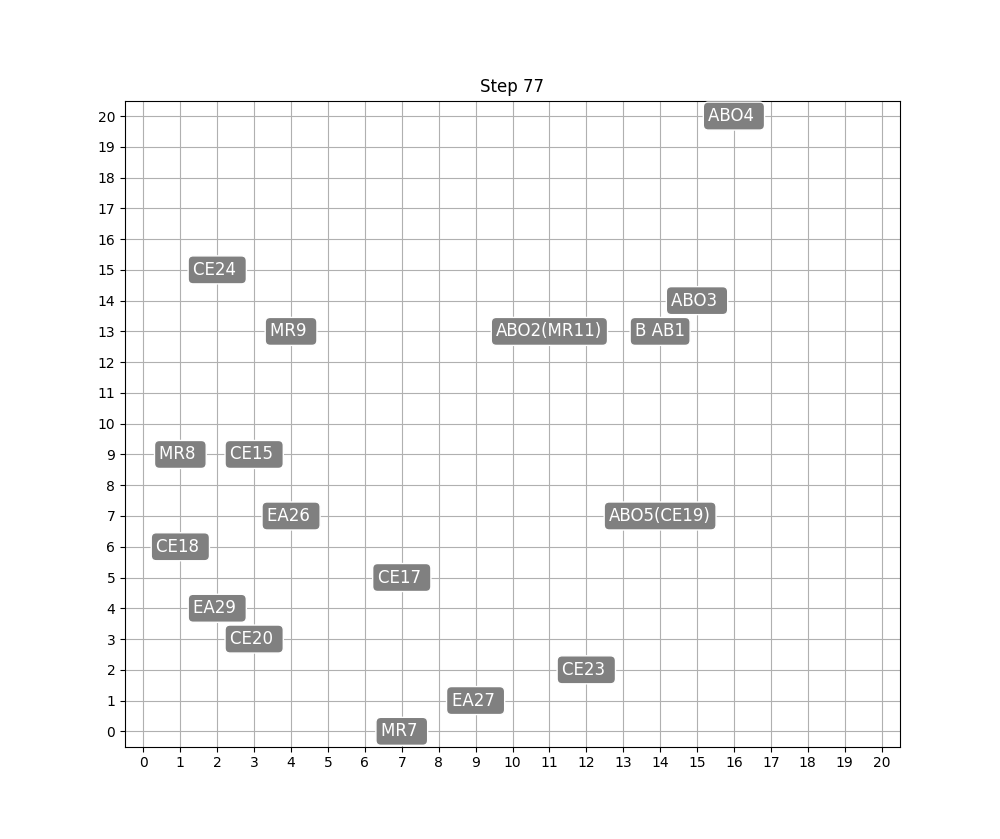 Step 77
20
ABO4
19
18
17
16
15
CE24
14
ABO3
13
MR9
ABO2(MR11)
B AB1
12
11
10
9
MR8
CE15
8
7
EA26
ABO5(CE19)
6
CE18
5
CE17
4
EA29
3
CE20
2
CE23
1
EA27
0
MR7
0 1 2 3 4 5 6 7 8 9 10 11 12 13 14 15 16 17 18 19 20